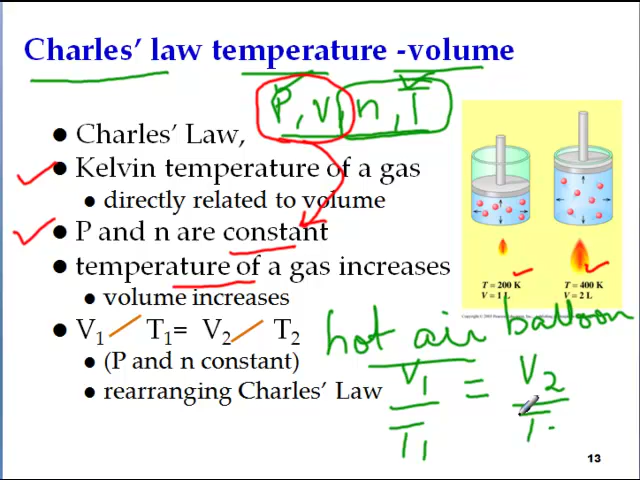 Charles’ law temperature -volume
P, V, n, T
● Charles’ Law,
● Kelvin temperature of a gas
● directly related to volume
● P and n are constant
● temperature of a gas increases
● volume increases
● V1 / T1= V2 / T2
● (P and n constant)
● rearranging Charles’ Law
T = 200 K
V = 1 L
T = 400 K
V = 2 L
hot air balloon
V1 / T1 = V2 / T
13